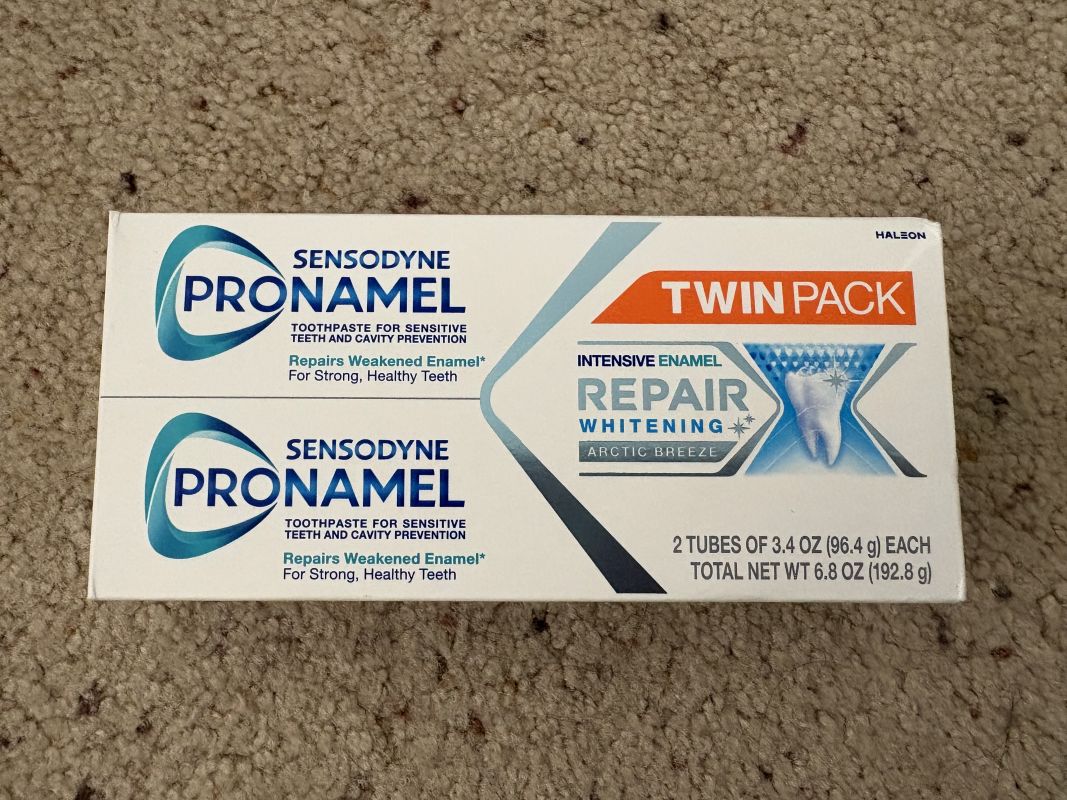 SENSODYNE
PRONAMEL
TOOTHPASTE FOR SENSITIVE
TEETH AND CAVITY PREVENTION
Repairs Weakened Enamel*
For Strong, Healthy Teeth
SENSODYNE
PRONAMEL
TOOTHPASTE FOR SENSITIVE
TEETH AND CAVITY PREVENTION
Repairs Weakened Enamel*
For Strong, Healthy Teeth
HALEON
TWIN PACK
INTENSIVE ENAMEL
REPAIR
WHITENING
ARCTIC BREEZE
2 TUBES OF 3.4 OZ (96.4 g) EACH
TOTAL NET WT 6.8 OZ (192.8 g)